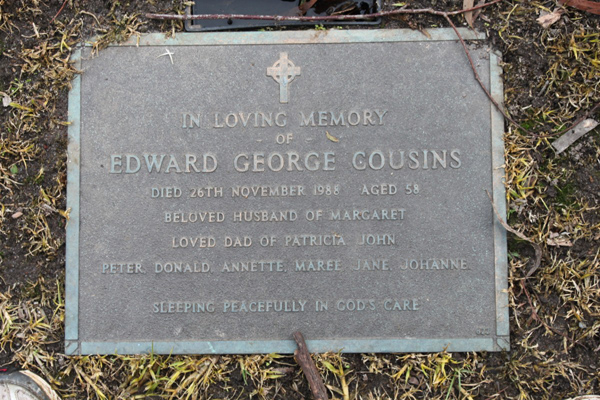 IN LOVING MEMORY
- OF -
EDWARD GEORGE COUSINS
DIED 26TH NOVEMBER 1988 AGED 58
BELOVED HUSBAND OF MARGARET
LOVED DAD OF PATRICIA, JOHN,
PETER, DONALD, ANNETTE, MAREE, JANE, JOHANNE.
SLEEPING PEACEFULLY IN GOD'S CARE